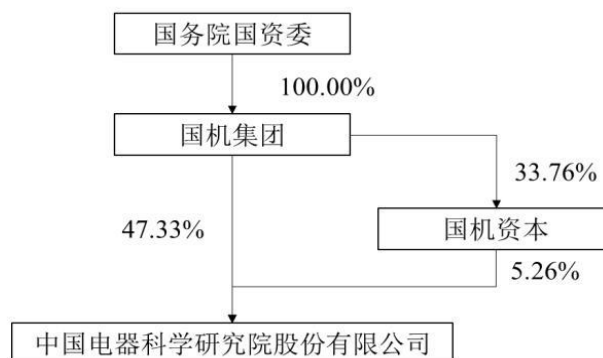 国务院国资委
100.00%
国机集团
33.76%
47.33%
国机资本
5.26%
中国电器科学研究院股份有限公司